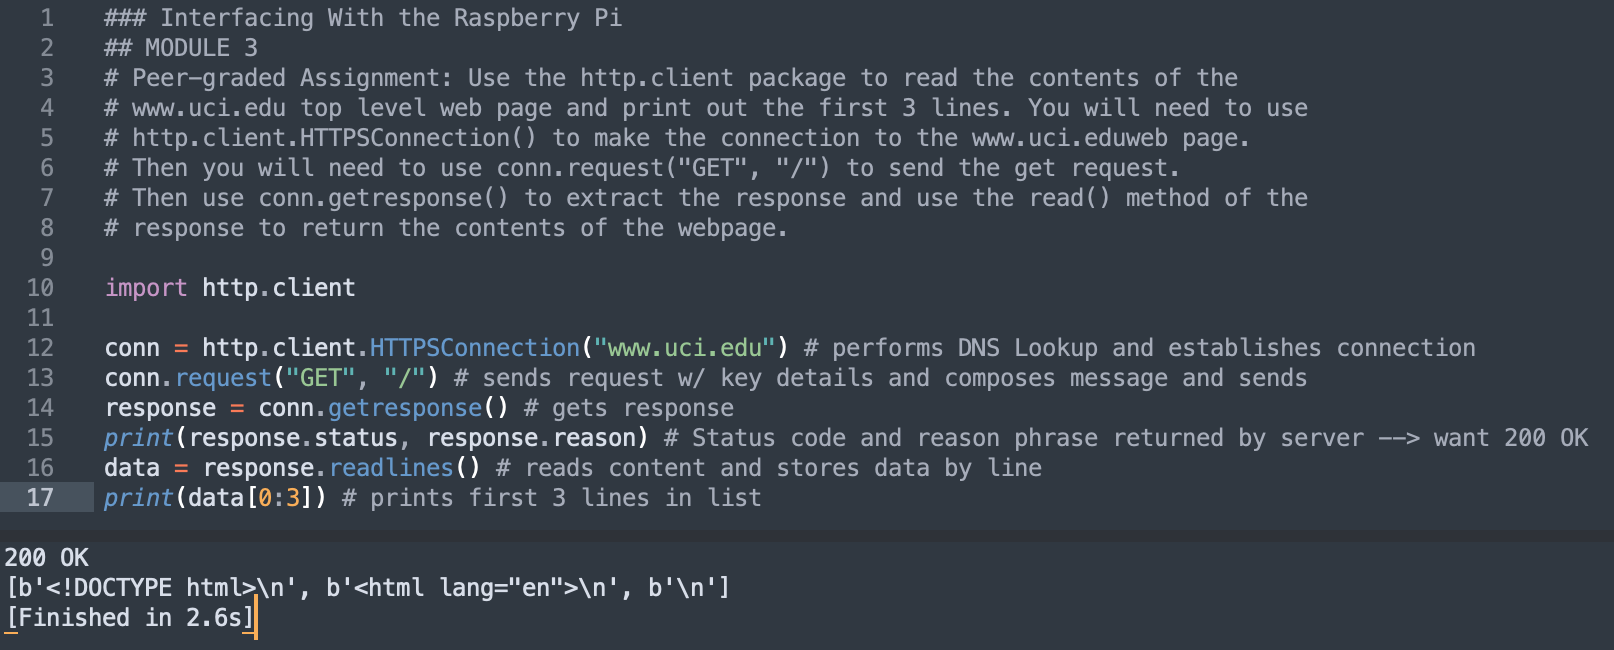 1 ### Interfacing With the Raspberry Pi
2 ## MODULE 3
3 # Peer-graded Assignment: Use the http.client package to read the contents of the
4 # www.uci.edu top level web page and print out the first 3 lines. You will need to use
5 # http.client.HTTPSConnection() to make the connection to the www.uci.eduweb page.
6 # Then you will need to use conn.request("GET", "/") to send the get request.
7 # Then use conn.getresponse() to extract the response and use the read() method of the
8 # response to return the contents of the webpage.
9
10 import http.client
11
12 conn = http.client.HTTPSConnection("www.uci.edu") # performs DNS Lookup and establishes connection
13 conn.request("GET", "/") # sends request w/ key details and composes message and sends
14 response = conn.getresponse() # gets response
15 print(response.status, response.reason) # Status code and reason phrase returned by server --> want 200 OK
16 data = response.readlines() # reads content and stores data by line
17 print(data[0:3]) # prints first 3 lines in list
200 OK
[b'<!DOCTYPE html>\n', b'<html lang="en">\n', b'\n']
[Finished in 2.6s]